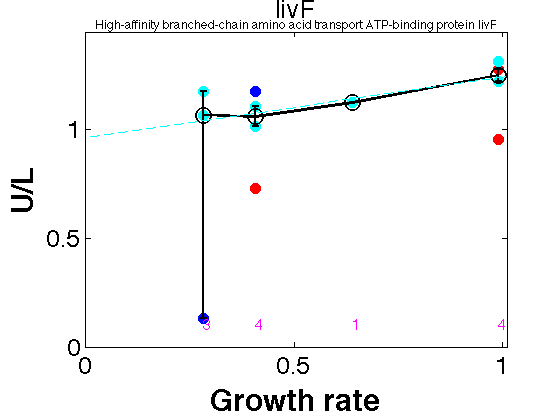 livF
High-affinity branched-chain amino acid transport ATP-binding protein livF
U/L
1
0.5
0
3
4
1
4
0
0.5
1
Growth rate